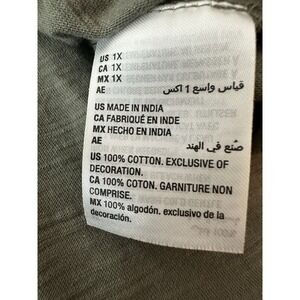 US 1X
CA 1X
MX 1X
AE قياس واسع 1 اكس
US MADE IN INDIA
CA FABRIQUÉ EN INDE
MX HECHO EN INDIA
AE صنع في الهند
US 100% COTTON. EXCLUSIVE OF
DECORATION.
CA 100% COTON. GARNITURE NON
COMPRISE.
MX 100% algodón. exclusivo de la
decoración.